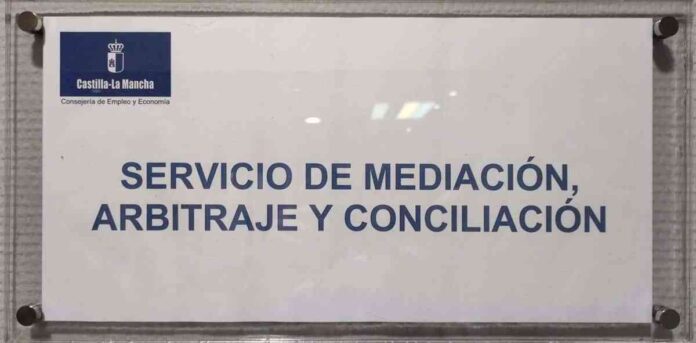 Castilla-La Mancha
Consejería de Empleo y Economía
SERVICIO DE MEDIACIÓN,
ARBITRAJE Y CONCILIACIÓN